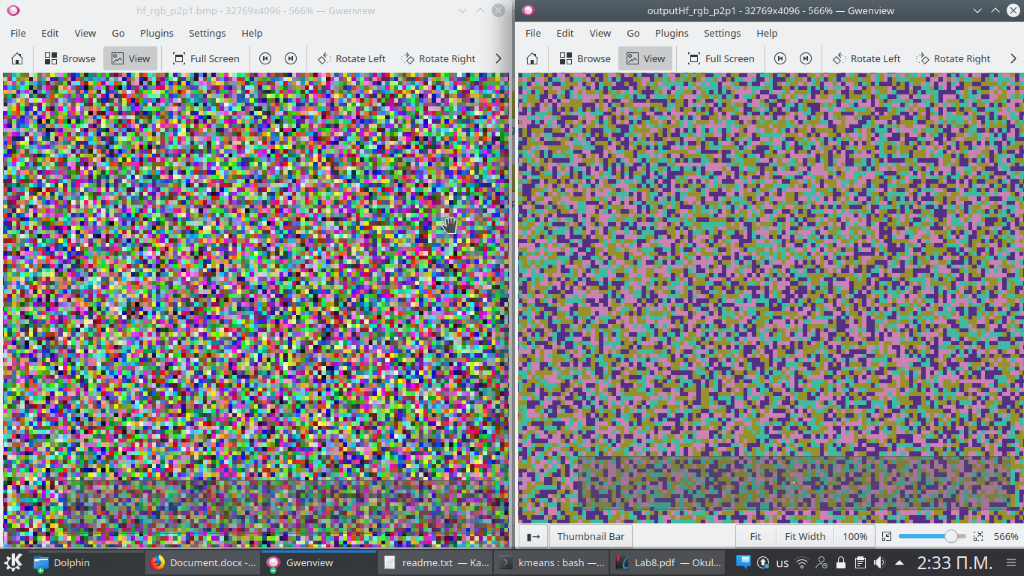 hf_rgb_p2p1.bmp - 32769x4096 - 566% — Gwenview
File Edit View Go Plugins Settings Help
Browse View Full Screen Rotate Left Rotate Right
outputHf_rgb_p2p1 - 32769x4096 - 566% — Gwenview
File Edit View Go Plugins Settings Help
Browse View Full Screen Rotate Left Rotate Right
Thumbnail Bar Fit Fit Width 100% 566%
Dolphin Document.docx -... Gwenview readme.txt — Ka... kmeans : bash —... Lab8.pdf — Okul... us 2:33 Π.Μ.